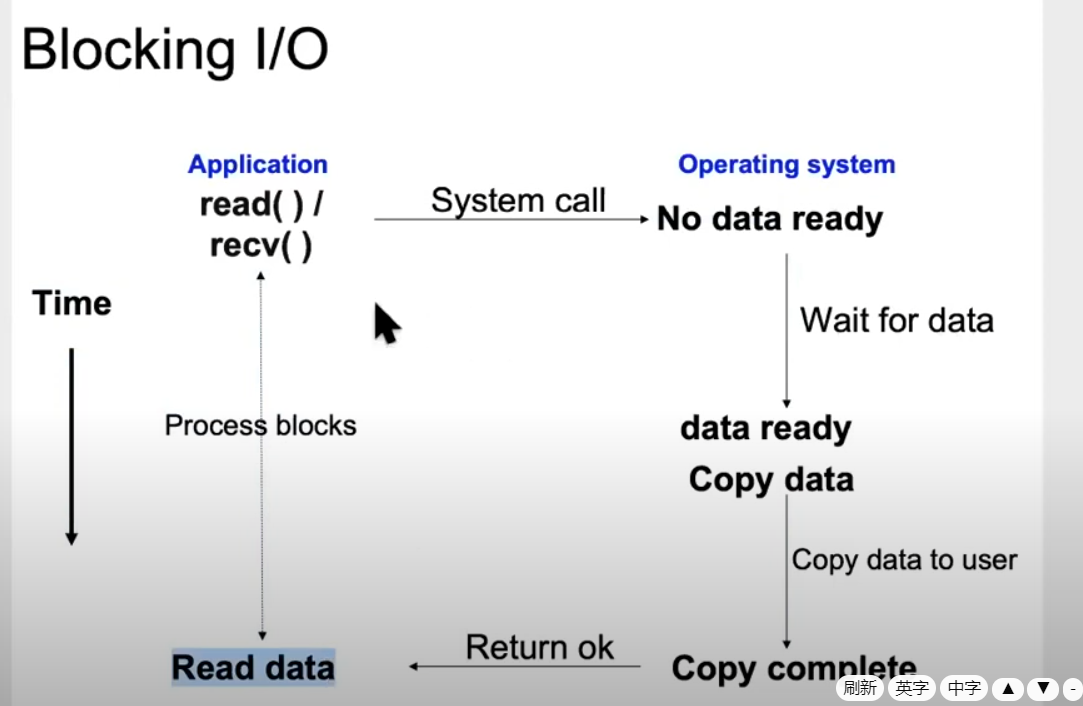 Blocking I/O
Application
Operating system
read( ) /
recv( )
System call
No data ready
Time
Wait for data
Process blocks
data ready
Copy data
Copy data to user
Read data
Return ok
Copy complete
刷新 英字 中字 ▲ ▼ -